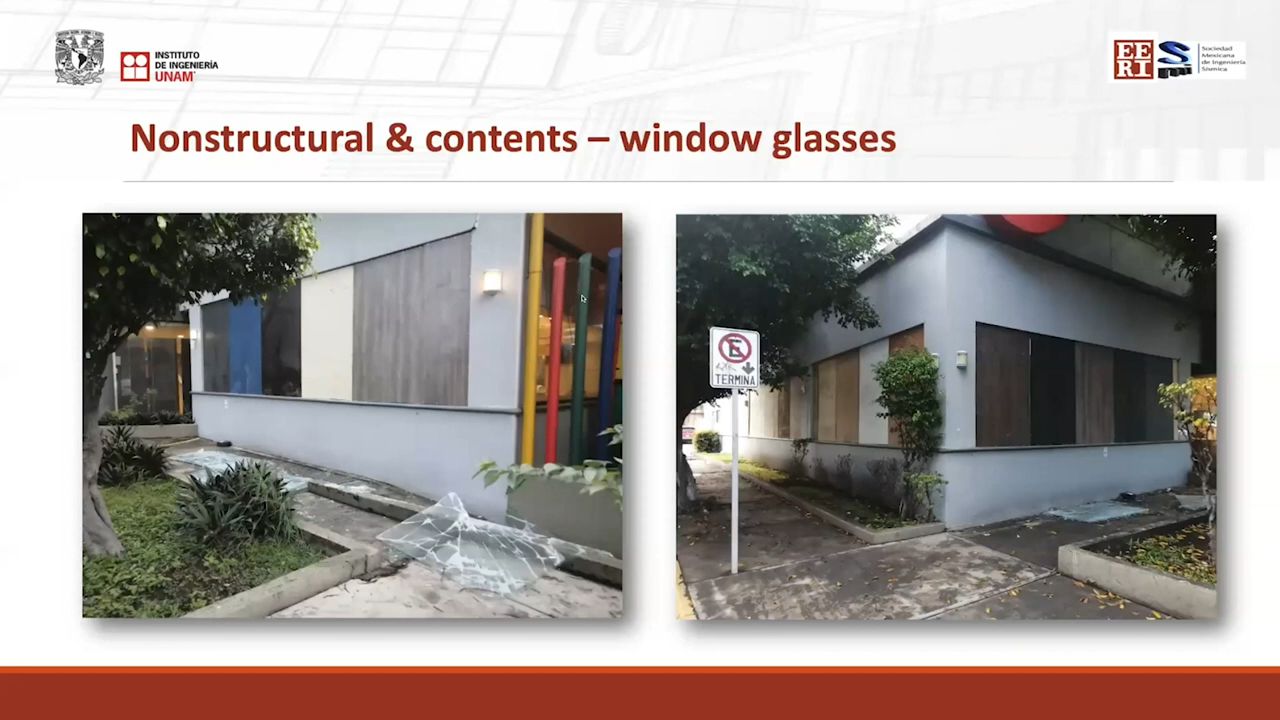 INSTITUTO
DE INGENIERÍA
UNAM
EERI
S
Sociedad
Mexicana
de Ingeniería
Sísmica
Nonstructural & contents – window glasses
E
TERMINA